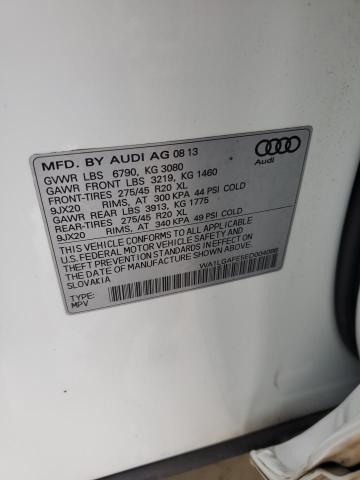 MFD. BY AUDI AG 08 13
GVWR LBS 6790, KG 3080
GAWR FRONT LBS 3219, KG 1460
FRONT-TIRES 275/45 R20 XL
9JX20 RIMS, AT 300 KPA 44 PSI COLD
GAWR REAR LBS 3913, KG 1775
REAR-TIRES 275/45 R20 XL
9JX20 RIMS, AT 340 KPA 49 PSI COLD
THIS VEHICLE CONFORMS TO ALL APPLICABLE
U.S. FEDERAL MOTOR VEHICLE SAFETY AND
THEFT PREVENTION STANDARDS IN EFFECT ON
THE DATE OF MANUFACTURE SHOWN ABOVE.
SLOVAKIA
WA1LGAFE5ED004086
TYPE:
MPV
Audi